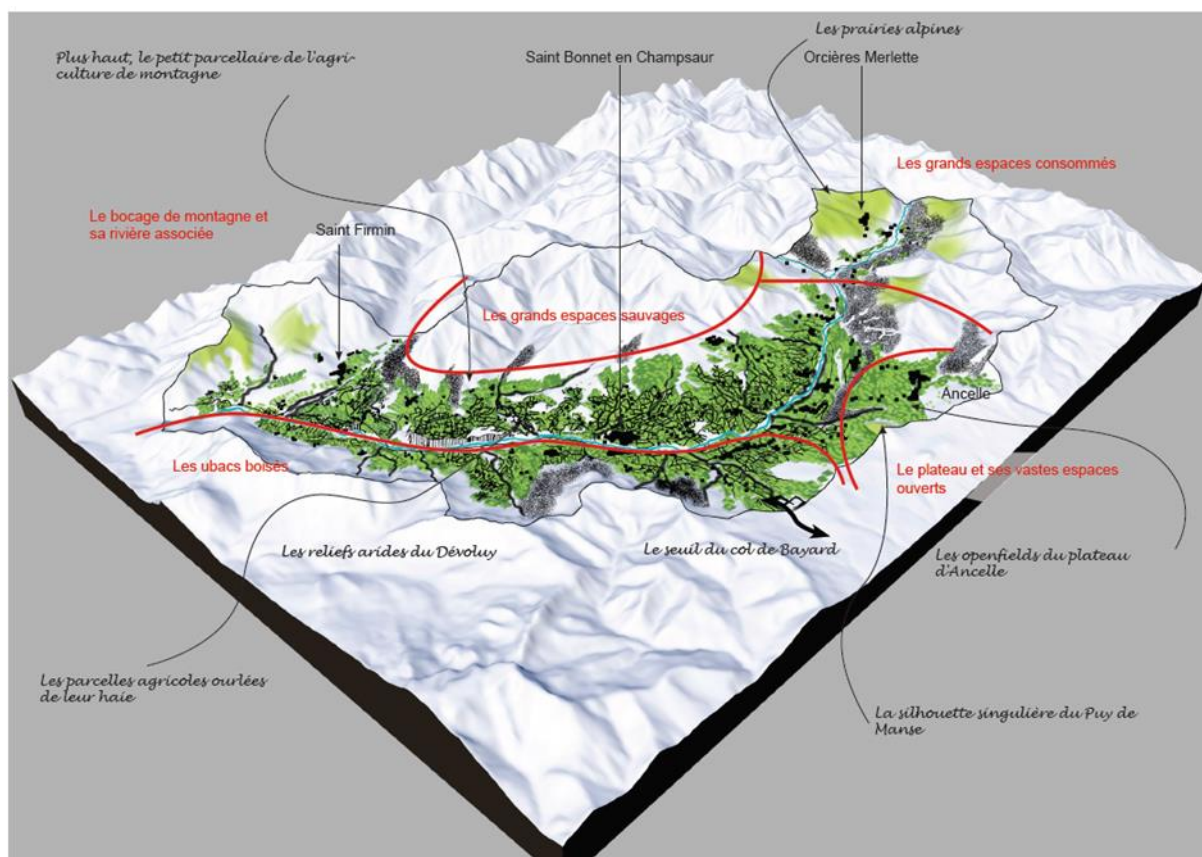 Les prairies alpines
Plus haut, le petit parcellaire de l'agri-
culture de montagne
Saint Bonnet en Champsaur
Orcières Merlette
Les grands espaces consommés
Le bocage de montagne et
sa rivière associée
Saint Firmin
Les grands espaces sauvages
Ancelle
Les ubacs boisés
Le plateau et ses vastes espaces
ouverts
Les reliefs arides du Dévoluy
Le seuil du col de Bayard
Les openfields du plateau
d'Ancelle
Les parcelles agricoles ourlées
de leur haie
La silhouette singulière du Puy de
Manse